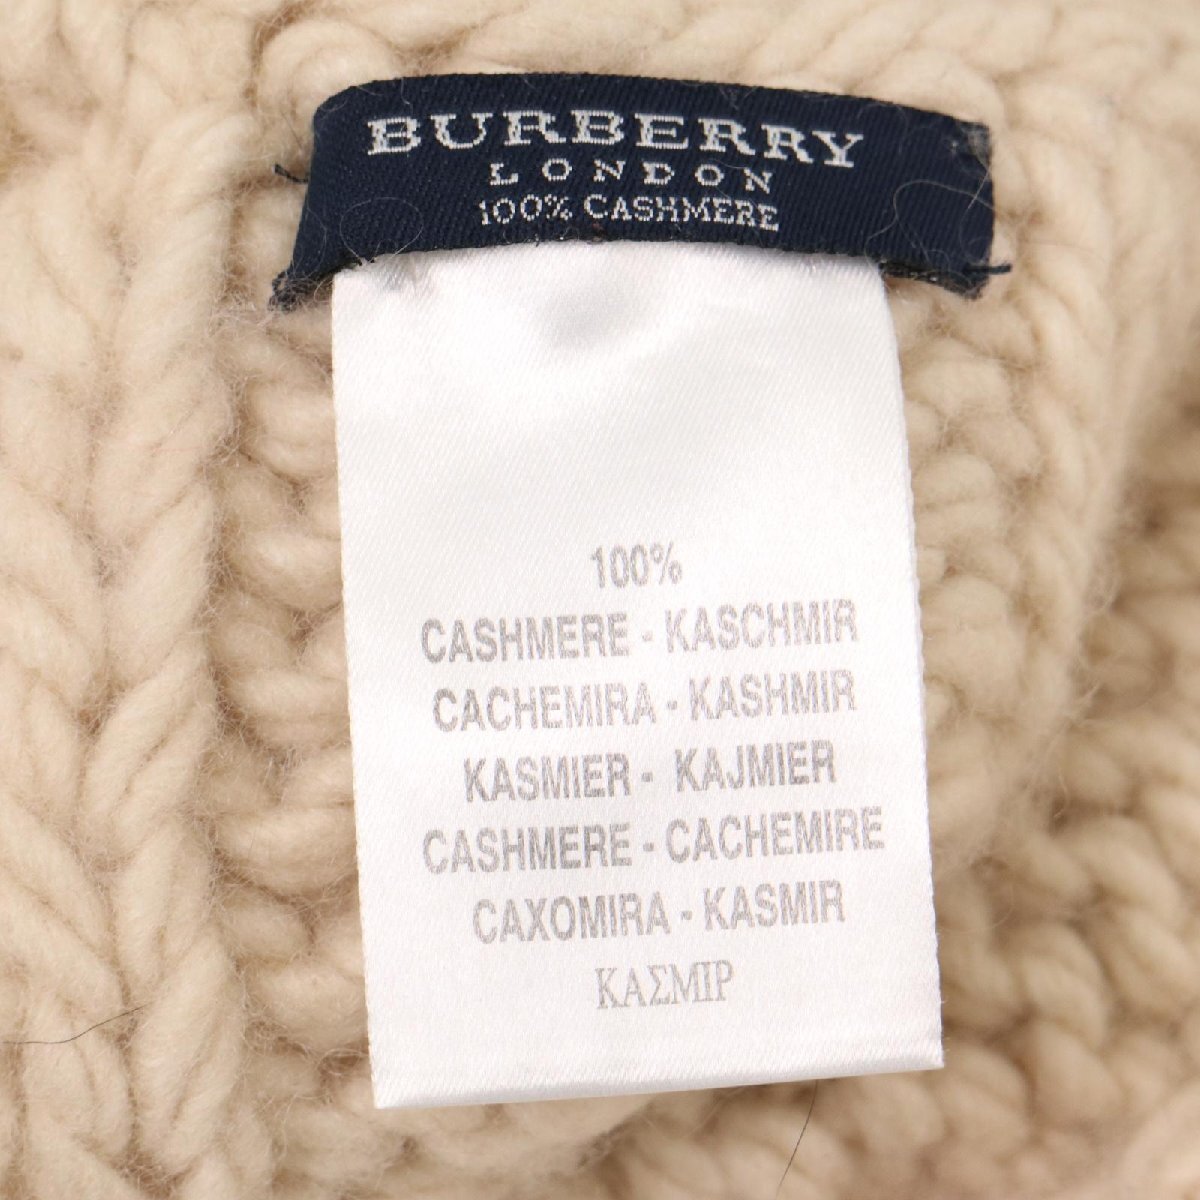 BURBERRY
LONDON
100% CASHMERE
100%
CASHMERE - KASCHMIR
CACHEMIRA - KASHMIR
KASMIER - KAJMIER
CASHMERE - CACHEMIRE
CAXOMIRA - KASMIR
ΚΑΣΜΙΡ